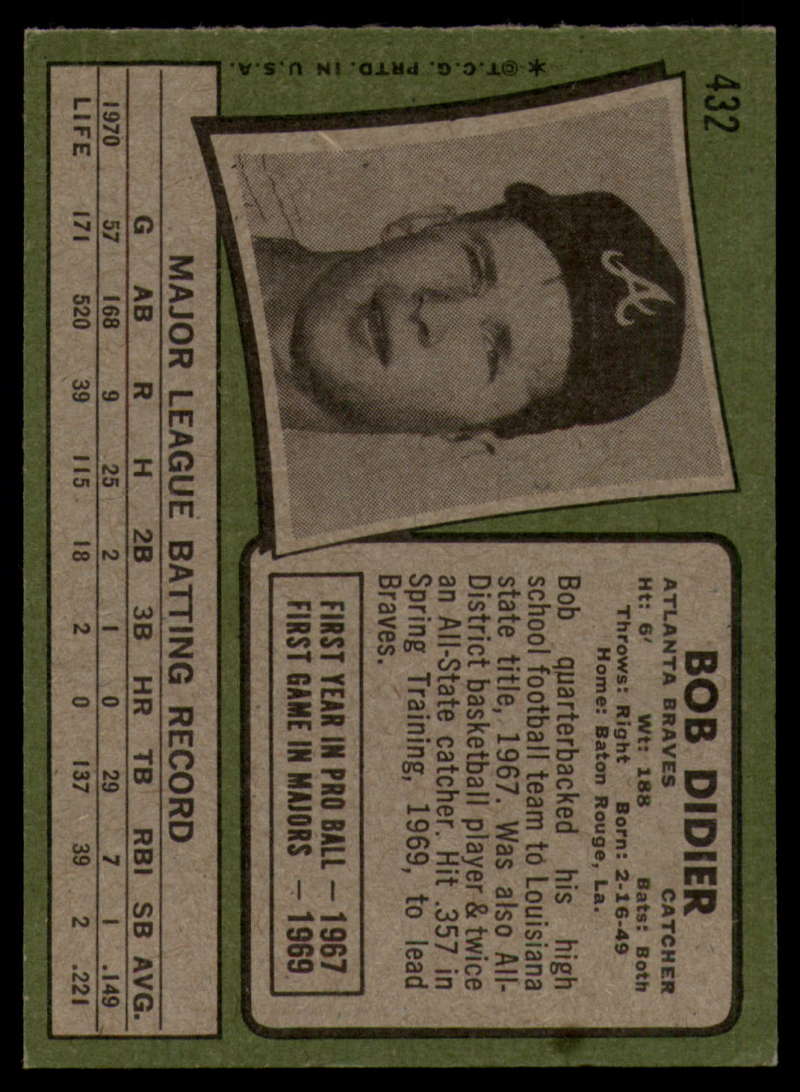 432
BOB DIDIER
ATLANTA BRAVES CATCHER
Ht: 6' Wt: 188 Bats: Both
Throws: Right Born: 2-16-49
Home: Baton Rouge, La.
Bob quarterbacked his high
school football team to Louisiana
state title, 1967. Was also All-
District basketball player & twice
an All-State catcher. Hit .357 in
Spring Training, 1969, to lead
Braves.
FIRST YEAR IN PRO BALL — 1967
FIRST GAME IN MAJORS — 1969
A
MAJOR LEAGUE BATTING RECORD
G AB R H 2B 3B HR TB RBI SB AVG.
1970 57 168 9 25 2 1 0 29 7 1 .149
LIFE 171 520 39 115 18 2 0 137 39 2 .221
*©T.C.G. PRTD. IN U.S.A.